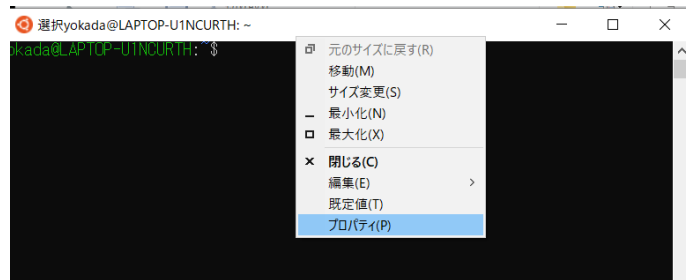 選択yokada@LAPTOP-U1NCURTH: ~
okada@LAPTOP-U1NCURTH:~$
元のサイズに戻す(R)
移動(M)
サイズ変更(S)
最小化(N)
最大化(X)
閉じる(C)
編集(E)
既定値(T)
プロパティ(P)